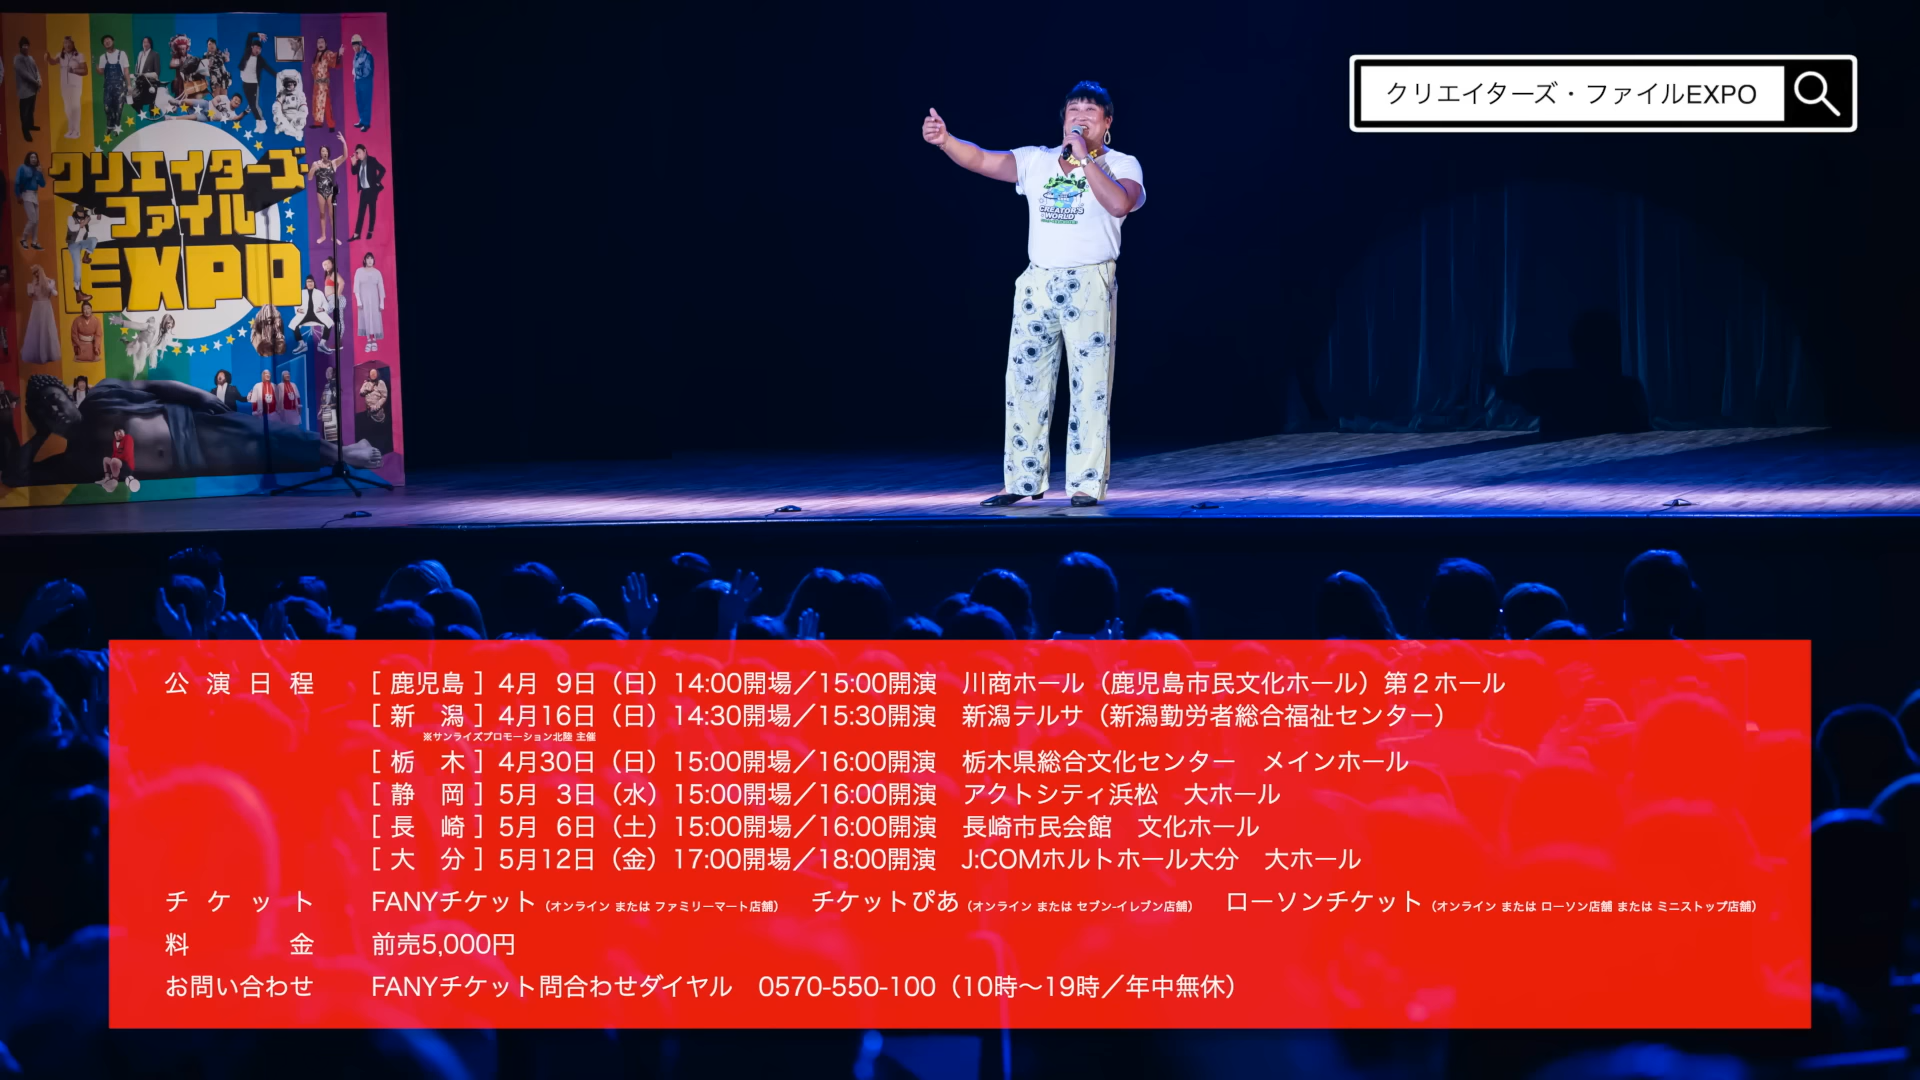 クリエイターズ・ファイルEXPO
クリエイターズ・
ファイル
EXPO
CREATOR'S
WORLD
公演日程 [ 鹿児島 ] 4月 9日（日）14:00開場／15:00開演 川商ホール（鹿児島市民文化ホール）第２ホール
[ 新 潟 ] 4月16日（日）14:30開場／15:30開演 新潟テルサ（新潟勤労者総合福祉センター）
※サンライズプロモーション北陸 主催
[ 栃 木 ] 4月30日（日）15:00開場／16:00開演 栃木県総合文化センター メインホール
[ 静 岡 ] 5月 3日（水）15:00開場／16:00開演 アクトシティ浜松 大ホール
[ 長 崎 ] 5月 6日（土）15:00開場／16:00開演 長崎市民会館 文化ホール
[ 大 分 ] 5月12日（金）17:00開場／18:00開演 J:COMホルトホール大分 大ホール
チケット FANYチケット（オンライン または ファミリーマート店舗） チケットぴあ（オンライン または セブン-イレブン店舗） ローソンチケット（オンライン または ローソン店舗 または ミニストップ店舗）
料金 前売5,000円
お問い合わせ FANYチケット問合わせダイヤル 0570-550-100（10時〜19時／年中無休）